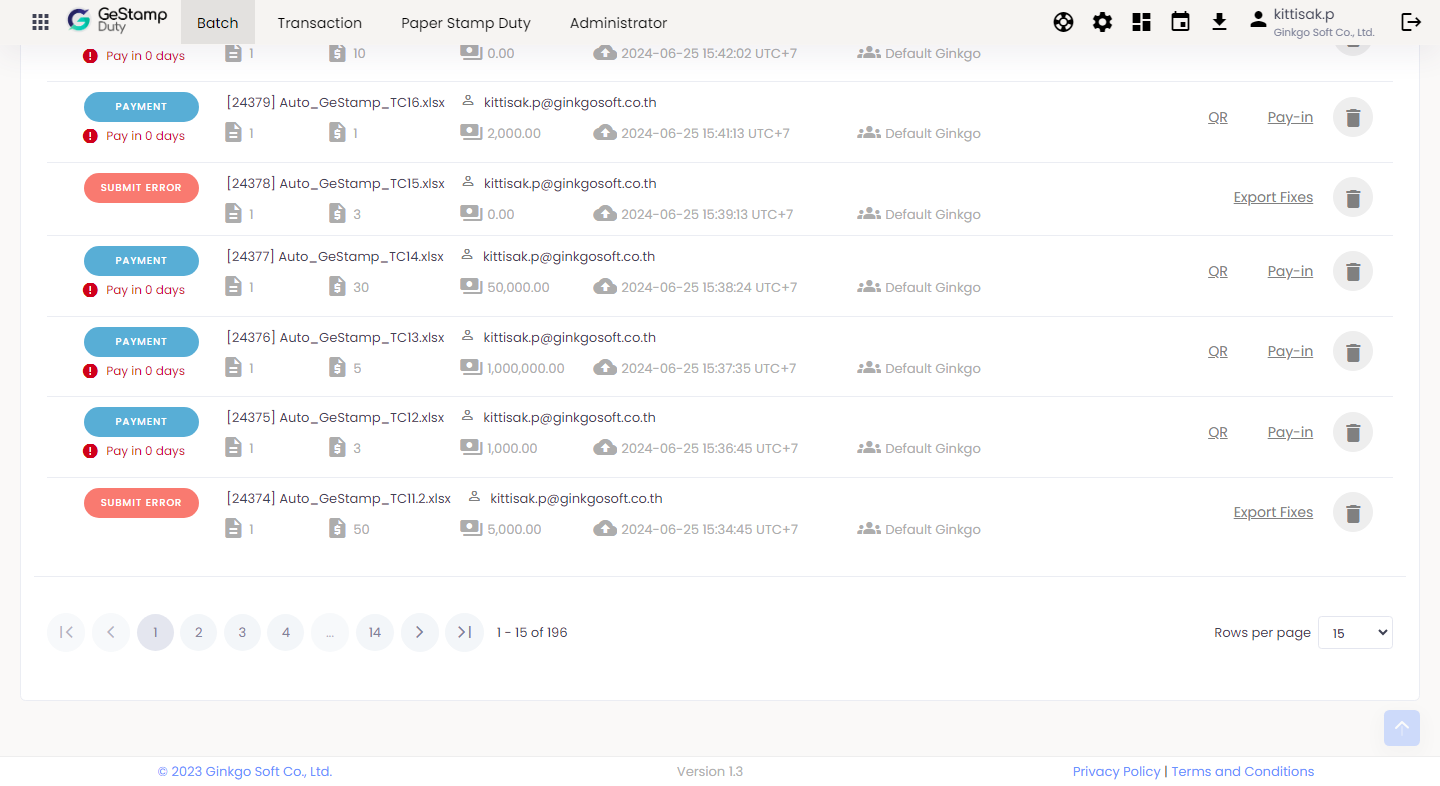 GeStamp
Duty
Batch
Transaction
Paper Stamp Duty
Administrator
kittisak.p
Ginkgo Soft Co., Ltd.
Pay in 0 days
1
10
0.00
2024-06-25 15:42:02 UTC+7
Default Ginkgo
PAYMENT
[24379] Auto_GeStamp_TC16.xlsx
kittisak.p@ginkgosoft.co.th
QR
Pay-in
Pay in 0 days
1
1
2,000.00
2024-06-25 15:41:13 UTC+7
Default Ginkgo
SUBMIT ERROR
[24378] Auto_GeStamp_TC15.xlsx
kittisak.p@ginkgosoft.co.th
Export Fixes
1
3
0.00
2024-06-25 15:39:13 UTC+7
Default Ginkgo
PAYMENT
[24377] Auto_GeStamp_TC14.xlsx
kittisak.p@ginkgosoft.co.th
QR
Pay-in
Pay in 0 days
1
30
50,000.00
2024-06-25 15:38:24 UTC+7
Default Ginkgo
PAYMENT
[24376] Auto_GeStamp_TC13.xlsx
kittisak.p@ginkgosoft.co.th
QR
Pay-in
Pay in 0 days
1
5
1,000,000.00
2024-06-25 15:37:35 UTC+7
Default Ginkgo
PAYMENT
[24375] Auto_GeStamp_TC12.xlsx
kittisak.p@ginkgosoft.co.th
QR
Pay-in
Pay in 0 days
1
3
1,000.00
2024-06-25 15:36:45 UTC+7
Default Ginkgo
SUBMIT ERROR
[24374] Auto_GeStamp_TC11.2.xlsx
kittisak.p@ginkgosoft.co.th
Export Fixes
1
50
5,000.00
2024-06-25 15:34:45 UTC+7
Default Ginkgo
1
2
3
4
...
14
1 - 15 of 196
Rows per page
15
© 2023 Ginkgo Soft Co., Ltd.
Version 1.3
Privacy Policy | Terms and Conditions